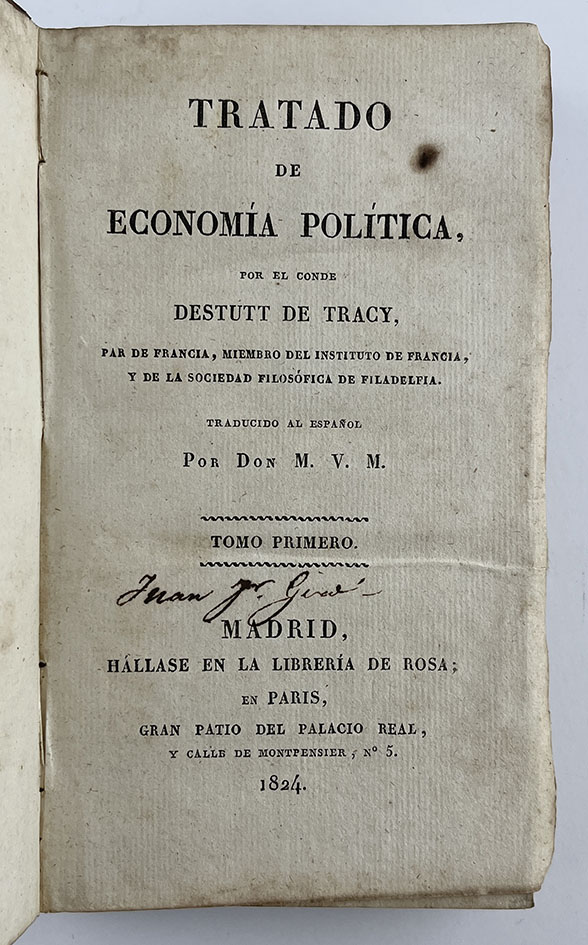 TRATADO
DE
ECONOMÍA POLÍTICA,
POR EL CONDE
DESTUTT DE TRACY,
PAR DE FRANCIA, MIEMBRO DEL INSTITUTO DE FRANCIA,
Y DE LA SOCIEDAD FILOSÓFICA DE FILADELFIA.
TRADUCIDO AL ESPAÑOL
POR DON M. V. M.
TOMO PRIMERO.
Juan
MADRID,
HÁLLASE EN LA LIBRERÍA DE ROSA;
EN PARIS,
GRAN PATIO DEL PALACIO REAL,
Y CALLE DE MONTPENSIER, Nº 5.
1824.